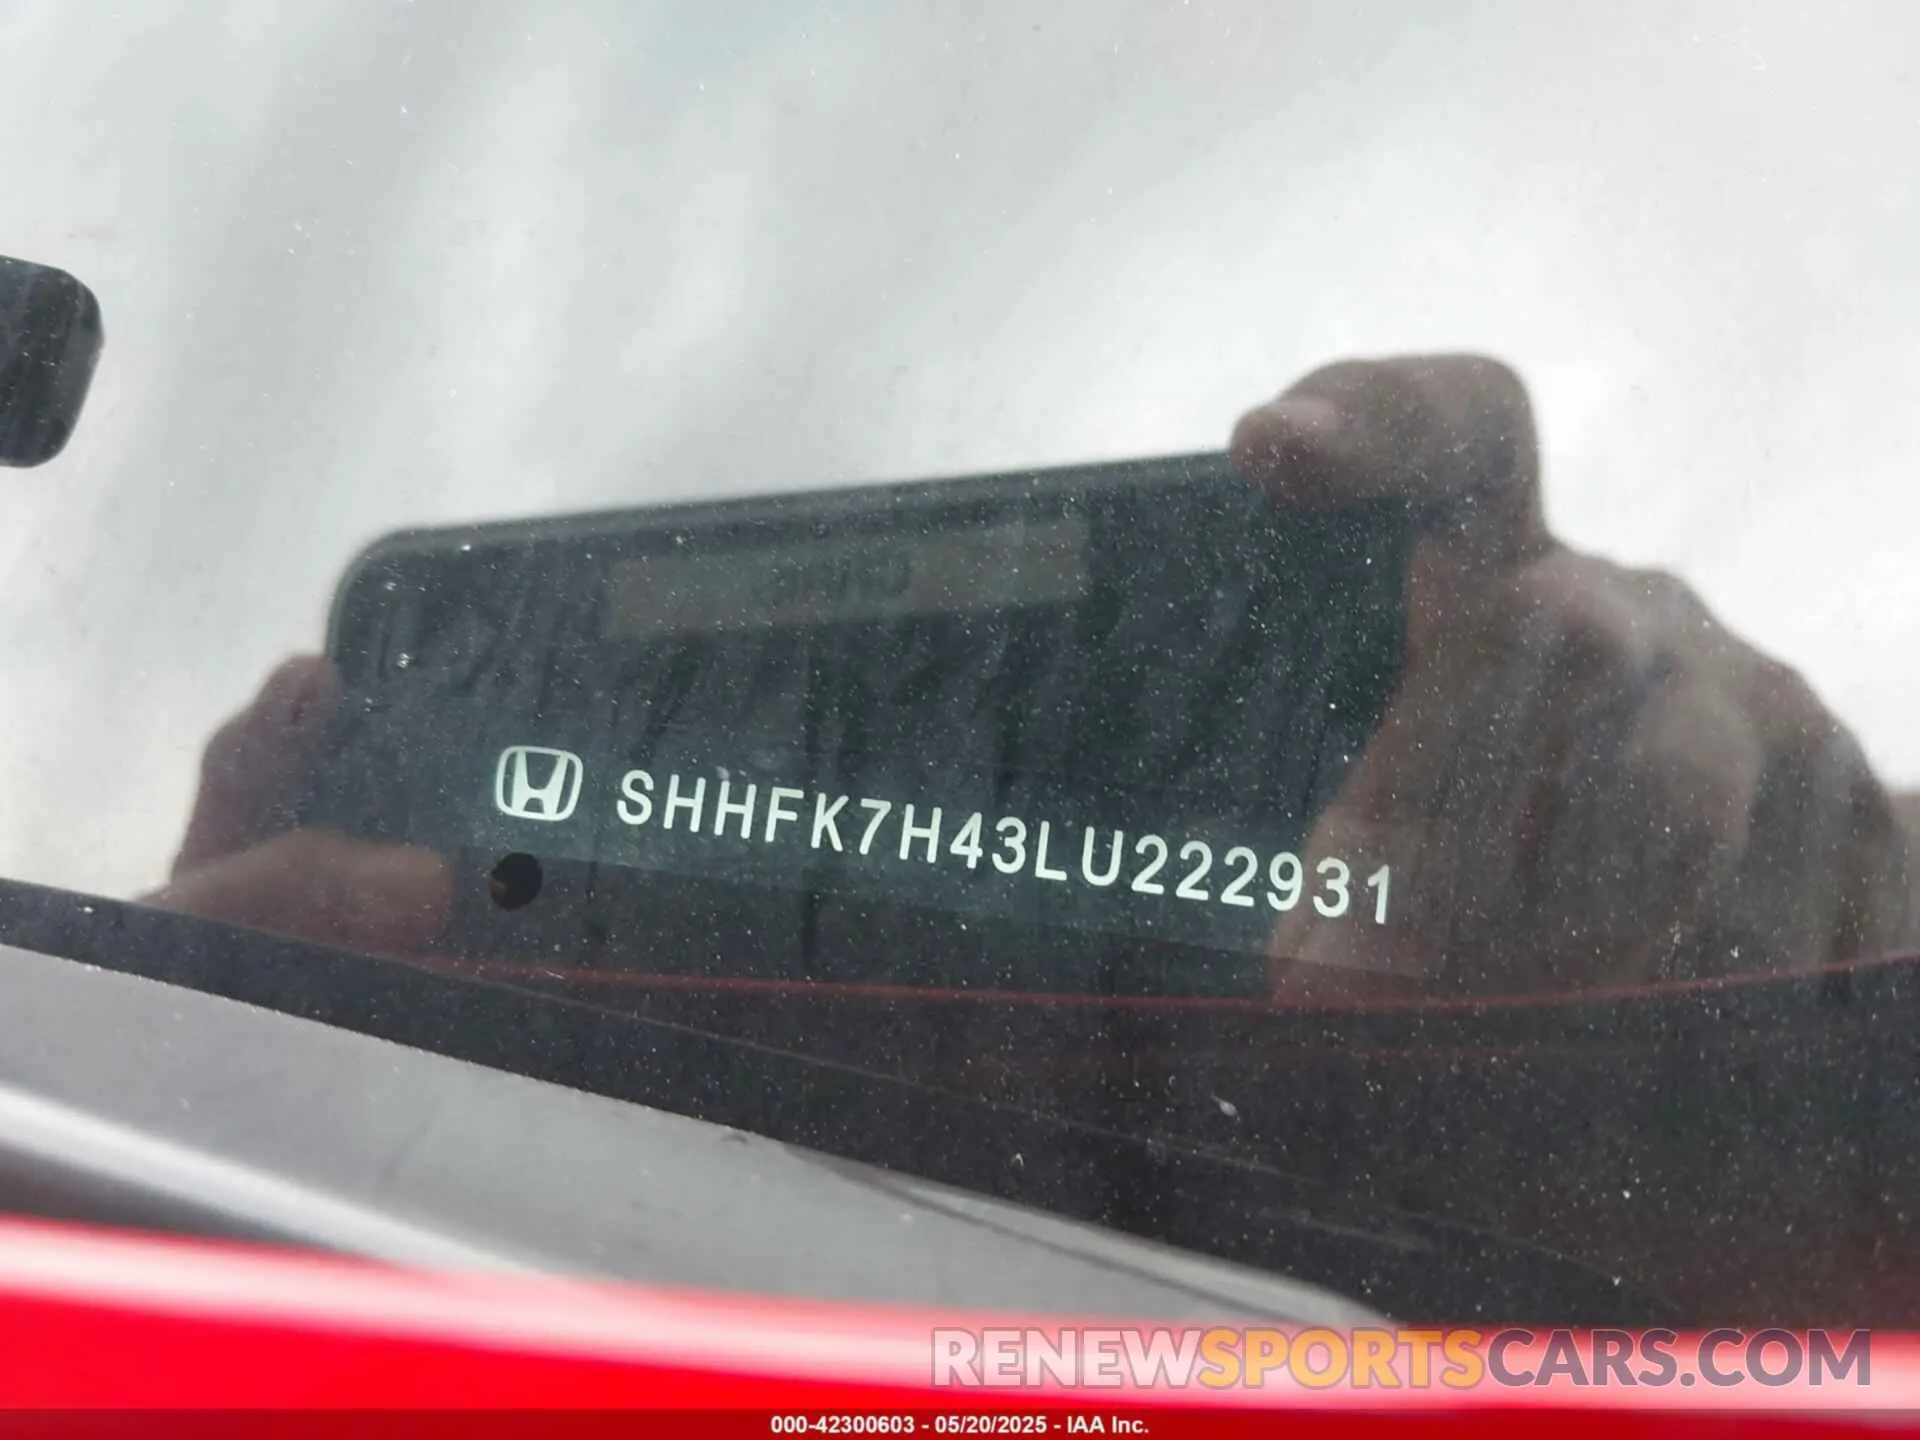 SHHFK7H43LU222931
RENEWSPORTSCARS.COM
000-42300603 - 05/20/2025 - IAA Inc.